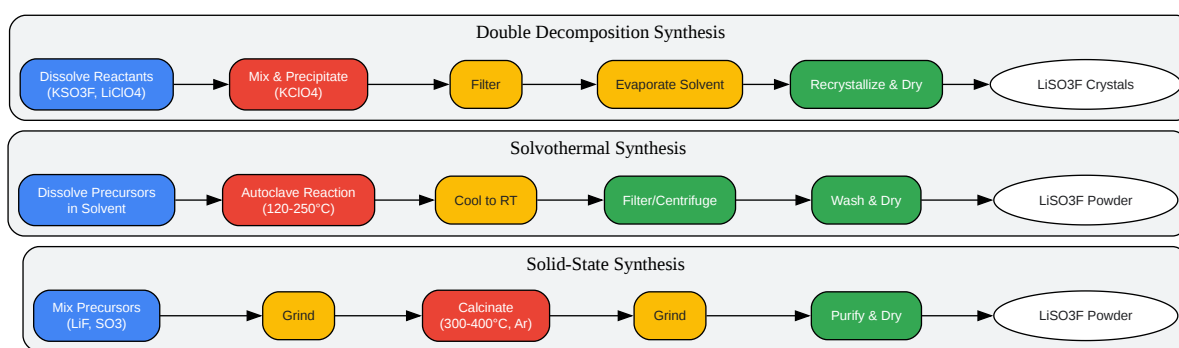 Double Decomposition Synthesis
Dissolve Reactants
(KSO3F, LiClO4)
Mix & Precipitate
(KClO4)
Filter
Evaporate Solvent
Recrystallize & Dry
LiSO3F Crystals
Solvothermal Synthesis
Dissolve Precursors
in Solvent
Autoclave Reaction
(120-250°C)
Cool to RT
Filter/Centrifuge
Wash & Dry
LiSO3F Powder
Solid-State Synthesis
Mix Precursors
(LiF, SO3)
Grind
Calcinate
(300-400°C, Ar)
Grind
Purify & Dry
LiSO3F Powder